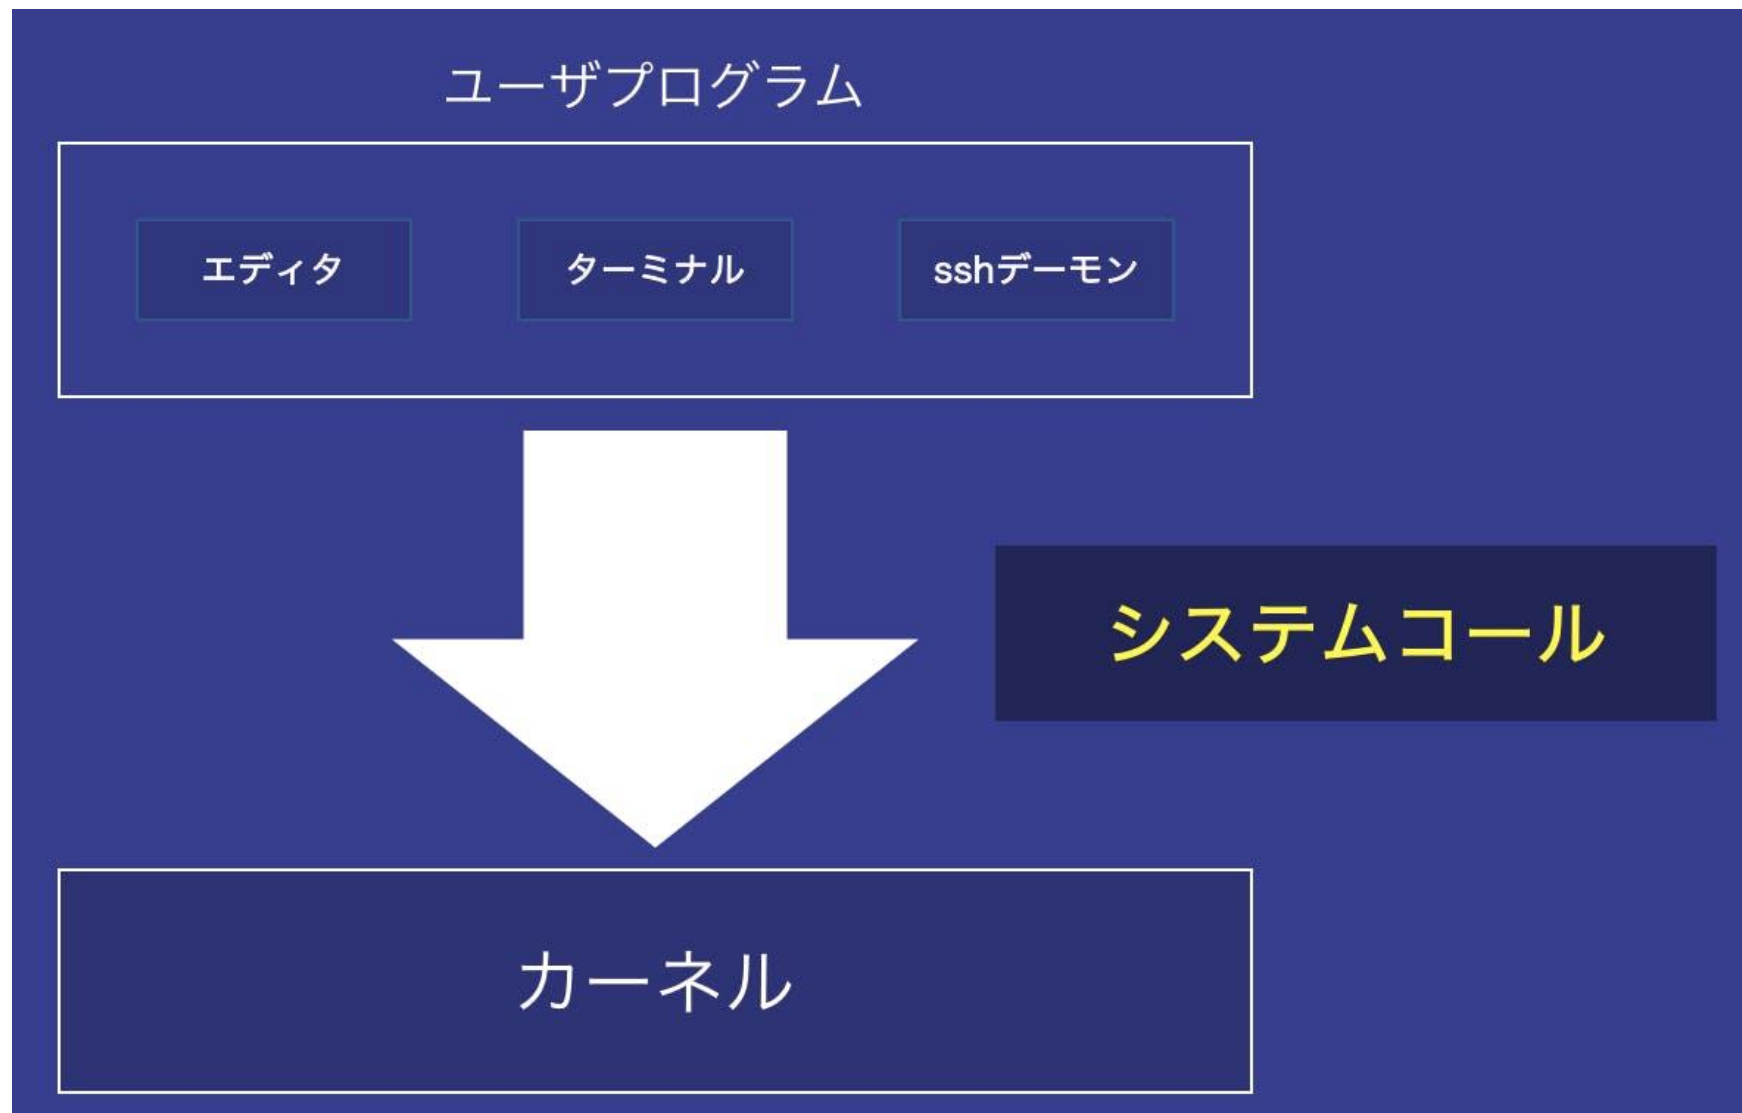 ユーザプログラム
エディタ
ターミナル
sshデーモン
システムコール
カーネル